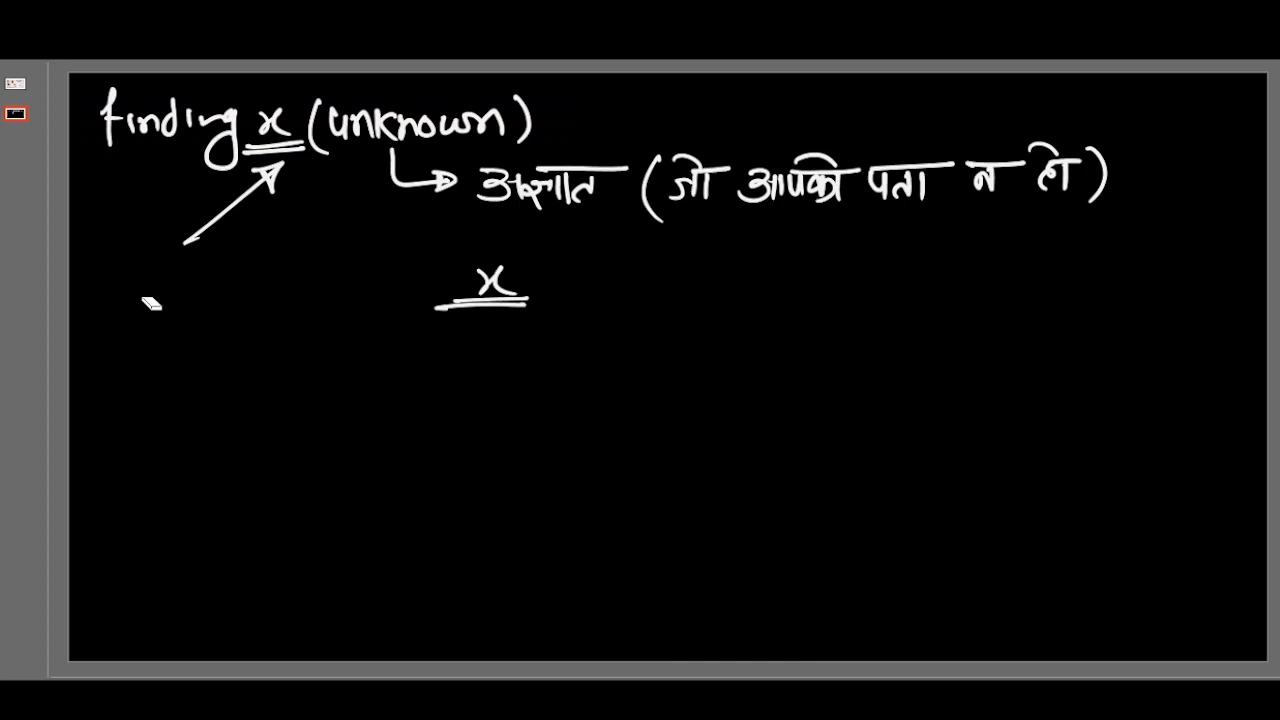 finding x (unknown)
अज्ञात (जो आपको पता न हो)
x